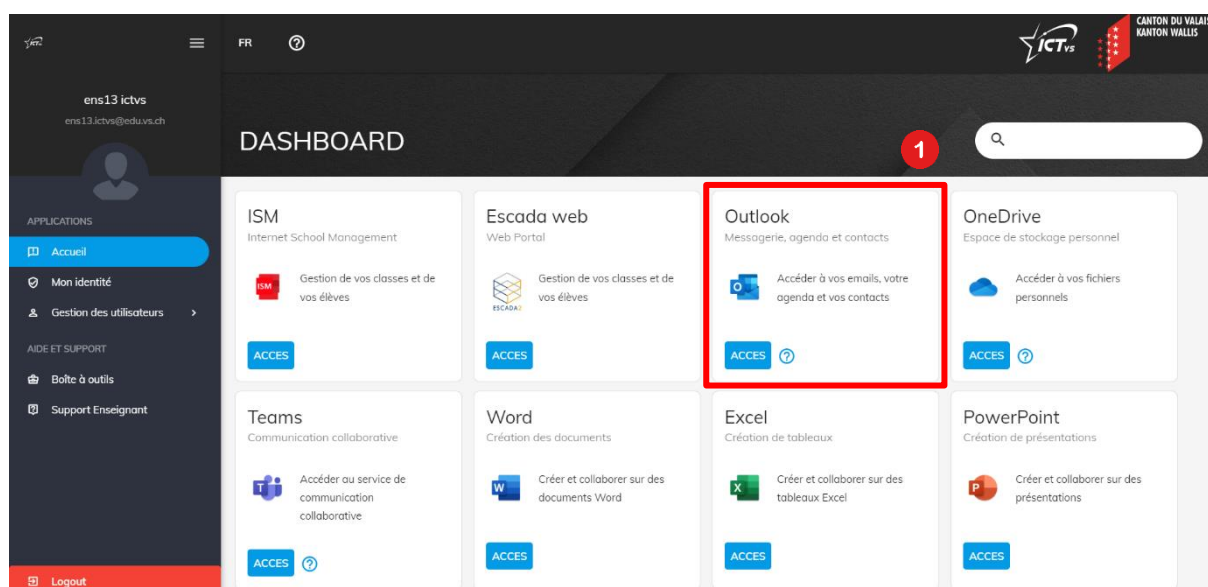 ICTVS
ens13 ictvs
ens13.ictvs@edu.vs.ch
APPLICATIONS
Accueil
Mon identité
Gestion des utilisateurs
AIDE ET SUPPORT
Boîte à outils
Support Enseignant
Logout
FR
ICTVS
CANTON DU VALAIS
KANTON WALLIS
DASHBOARD
1
ISM
Internet School Management
ISM
Gestion de vos classes et de
vos élèves
ACCES
Escada web
Web Portal
ESCADA2
Gestion de vos classes et de
vos élèves
ACCES
Outlook
Messagerie, agenda et contacts
O
Accéder à vos emails, votre
agenda et vos contacts
ACCES
OneDrive
Espace de stockage personnel
Accéder à vos fichiers
personnels
ACCES
Teams
Communication collaborative
T
Accéder au service de
communication
collaborative
ACCES
Word
Création des documents
W
Créer et collaborer sur des
documents Word
ACCES
Excel
Création de tableaux
X
Créer et collaborer sur des
tableaux Excel
ACCES
PowerPoint
Création de présentations
P
Créer et collaborer sur des
présentations
ACCES